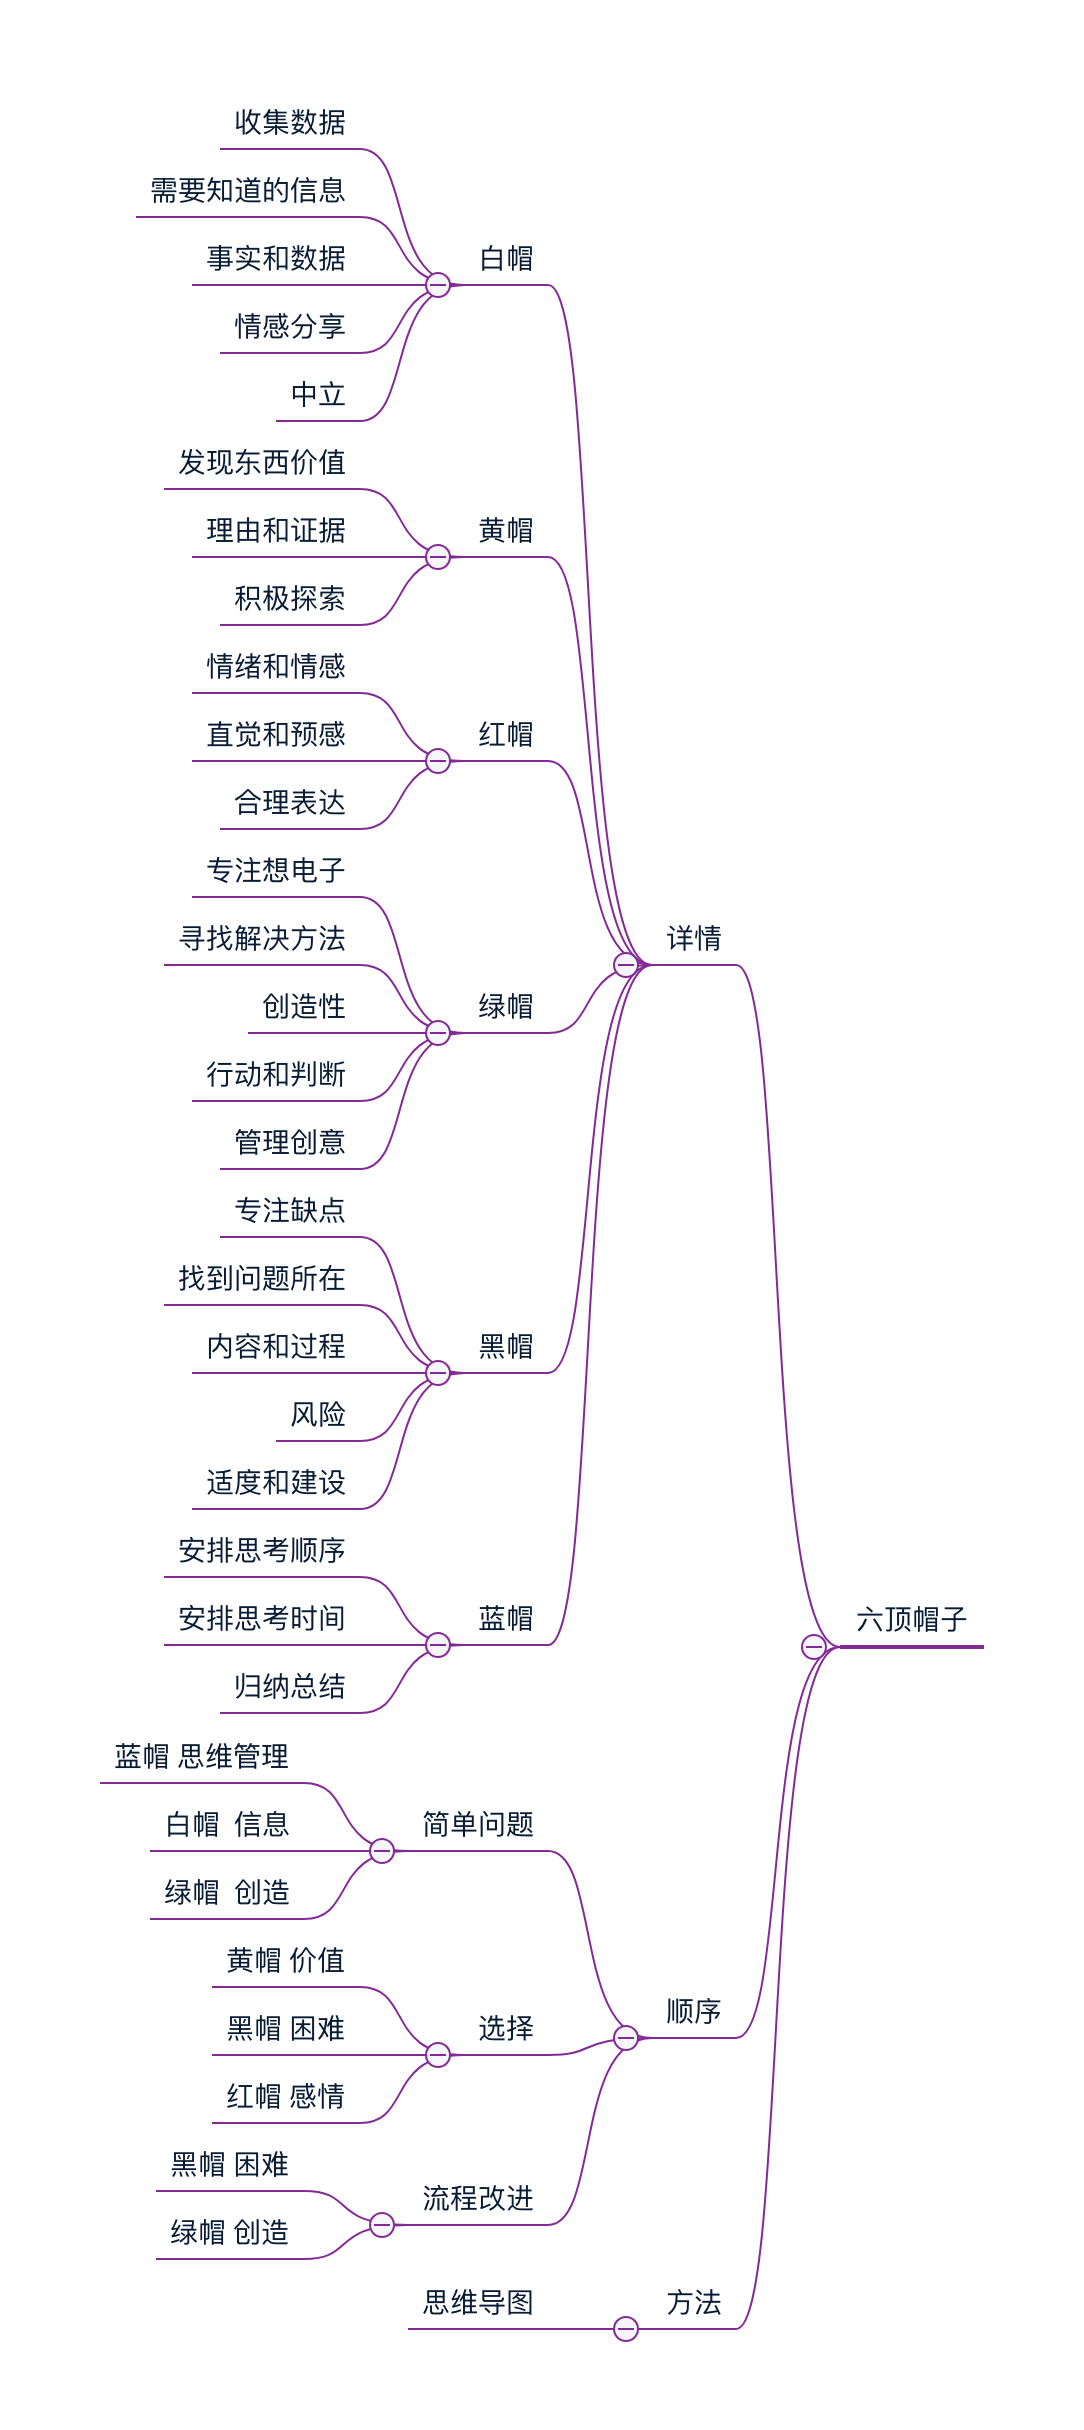 收集数据
需要知道的信息
事实和数据
情感分享
中立
白帽
发现东西价值
理由和证据
积极探索
黄帽
情绪和情感
直觉和预感
合理表达
红帽
专注想电子
寻找解决方法
创造性
行动和判断
管理创意
绿帽
专注缺点
找到问题所在
内容和过程
风险
适度和建设
黑帽
安排思考顺序
安排思考时间
归纳总结
蓝帽
详情
蓝帽 思维管理
白帽  信息
绿帽  创造
简单问题
黄帽 价值
黑帽 困难
红帽 感情
选择
黑帽 困难
绿帽 创造
流程改进
顺序
思维导图
方法
六顶帽子